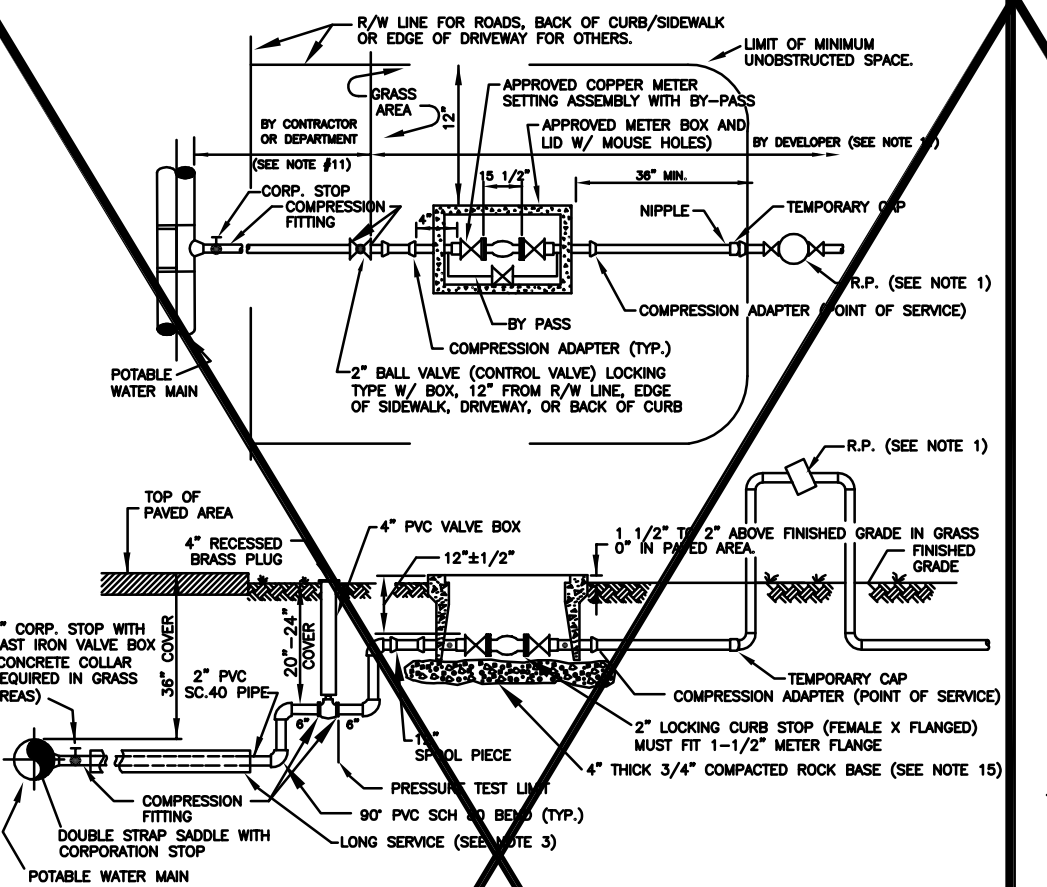 R/W LINE FOR ROADS, BACK OF CURB/SIDEWALK
OR EDGE OF DRIVEWAY FOR OTHERS.
LIMIT OF MINIMUM
UNOBSTRUCTED SPACE.
GRASS
AREA
12"
APPROVED COPPER METER
SETTING ASSEMBLY WITH BY-PASS
BY CONTRACTOR
OR DEPARTMENT
(SEE NOTE #11)
APPROVED METER BOX AND
LID W/ MOUSE HOLES)
BY DEVELOPER (SEE NOTE
15 1/2"
36" MIN.
CORP. STOP
COMPRESSION
FITTING
4"
NIPPLE
TEMPORARY CAP
R.P. (SEE NOTE 1)
COMPRESSION ADAPTER (POINT OF SERVICE)
BY PASS
COMPRESSION ADAPTER (TYP.)
POTABLE
WATER MAIN
2" BALL VALVE (CONTROL VALVE) LOCKING
TYPE W/ BOX, 12" FROM R/W LINE, EDGE
OF SIDEWALK, DRIVEWAY, OR BACK OF CURB
R.P. (SEE NOTE 1)
TOP OF
PAVED AREA
4" RECESSED
BRASS PLUG
4" PVC VALVE BOX
12"±1/2"
1 1/2" TO 2" ABOVE FINISHED GRADE IN GRASS
0" IN PAVED AREA.
FINISHED
GRADE
" CORP. STOP WITH
AST IRON VALVE BOX
CONCRETE COLLAR
EQUIRED IN GRASS
REAS)
36" COVER
20"-24"
COVER
2" PVC
SC.40 PIPE
6"
6"
SPOOL PIECE
TEMPORARY CAP
COMPRESSION ADAPTER (POINT OF SERVICE)
2" LOCKING CURB STOP (FEMALE X FLANGED)
MUST FIT 1-1/2" METER FLANGE
4" THICK 3/4" COMPACTED ROCK BASE (SEE NOTE 15)
PRESSURE TEST LIMIT
COMPRESSION
FITTING
90° PVC SCH 80 BEND (TYP.)
DOUBLE STRAP SADDLE WITH
CORPORATION STOP
LONG SERVICE (SEE NOTE 3)
POTABLE WATER MAIN